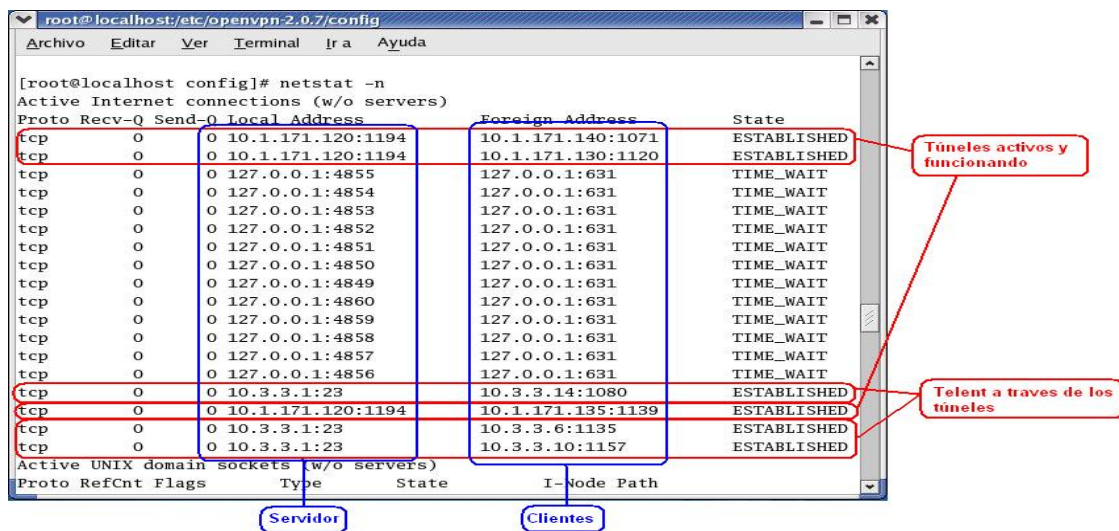 root@localhost:/etc/openvpn-2.0.7/config
Archivo Editar Ver Terminal Ir a Ayuda
[root@localhost config]# netstat -n
Active Internet connections (w/o servers)
Proto Recv-Q Send-Q Local Address Foreign Address State
tcp 0 0 10.1.171.120:1194 10.1.171.140:1071 ESTABLISHED
tcp 0 0 10.1.171.120:1194 10.1.171.130:1120 ESTABLISHED
tcp 0 0 127.0.0.1:4855 127.0.0.1:631 TIME_WAIT
tcp 0 0 127.0.0.1:4854 127.0.0.1:631 TIME_WAIT
tcp 0 0 127.0.0.1:4853 127.0.0.1:631 TIME_WAIT
tcp 0 0 127.0.0.1:4852 127.0.0.1:631 TIME_WAIT
tcp 0 0 127.0.0.1:4851 127.0.0.1:631 TIME_WAIT
tcp 0 0 127.0.0.1:4850 127.0.0.1:631 TIME_WAIT
tcp 0 0 127.0.0.1:4849 127.0.0.1:631 TIME_WAIT
tcp 0 0 127.0.0.1:4860 127.0.0.1:631 TIME_WAIT
tcp 0 0 127.0.0.1:4859 127.0.0.1:631 TIME_WAIT
tcp 0 0 127.0.0.1:4858 127.0.0.1:631 TIME_WAIT
tcp 0 0 127.0.0.1:4857 127.0.0.1:631 TIME_WAIT
tcp 0 0 127.0.0.1:4856 127.0.0.1:631 TIME_WAIT
tcp 0 0 10.3.3.1:23 10.3.3.14:1080 ESTABLISHED
tcp 0 0 10.1.171.120:1194 10.1.171.135:1139 ESTABLISHED
tcp 0 0 10.3.3.1:23 10.3.3.6:1135 ESTABLISHED
tcp 0 0 10.3.3.1:23 10.3.3.10:1157 ESTABLISHED
Active UNIX domain sockets (w/o servers)
Proto RefCnt Flags Type State I-Node Path
Túneles activos y
funcionando
Telent a traves de los
túneles
Servidor
Clientes